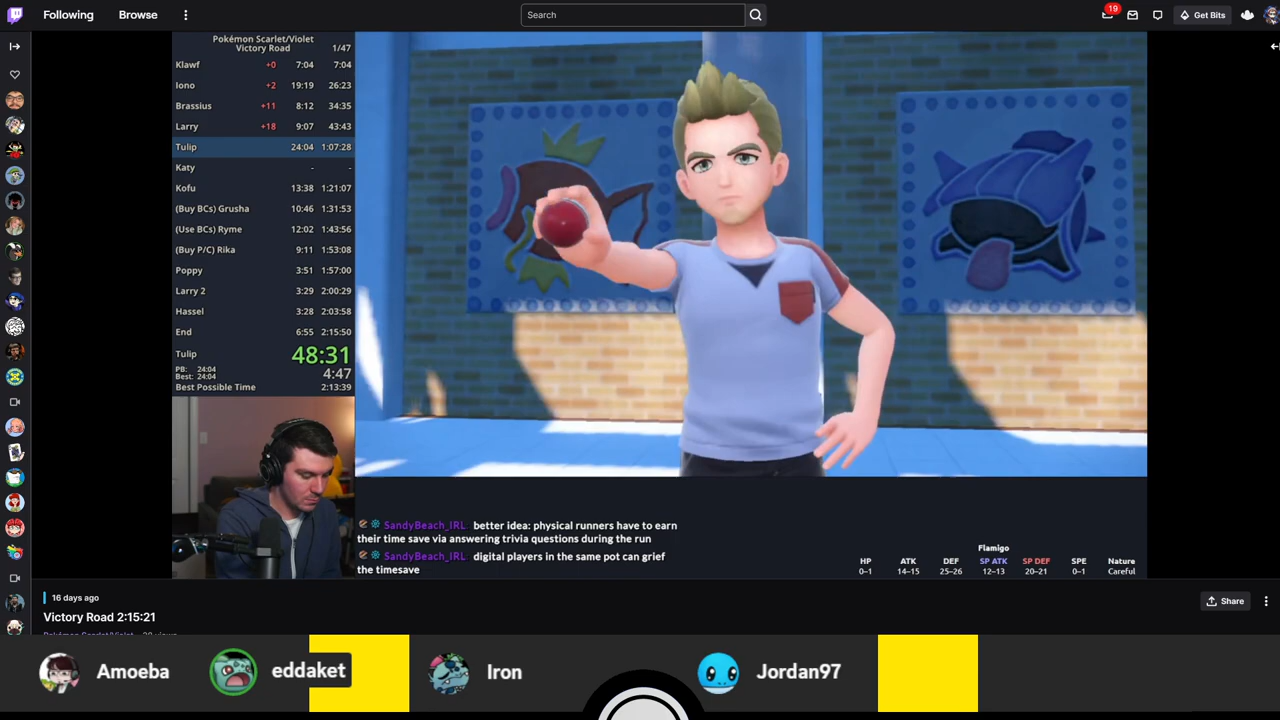 Following
Browse
Search
19
Get Bits
Pokémon Scarlet/Violet
Victory Road 1/47
Klawf +0 7:04 7:04
Iono +2 19:19 26:23
Brassius +11 8:12 34:35
Larry +18 9:07 43:43
Tulip 24:04 1:07:28
Katy - -
Kofu 13:38 1:21:07
(Buy BCs) Grusha 10:46 1:31:53
(Use BCs) Ryme 12:02 1:43:56
(Buy P/C) Rika 9:11 1:53:08
Poppy 3:51 1:57:00
Larry 2 3:29 2:00:29
Hassel 3:28 2:03:58
End 6:55 2:15:50
Tulip 48:31
PB: 24:04
Best: 24:04 4:47
Best Possible Time 2:13:39
SandyBeach_IRL better idea: physical runners have to earn
their time save via answering trivia questions during the run
SandyBeach_IRL digital players in the same pot can grief
the timesave
Flamigo
HP ATK DEF SP ATK SP DEF SPE Nature
0–1 14–15 25–26 12–13 20–21 0–1 Careful
16 days ago
Victory Road 2:15:21
Share
Amoeba
eddaket
Iron
Jordan97